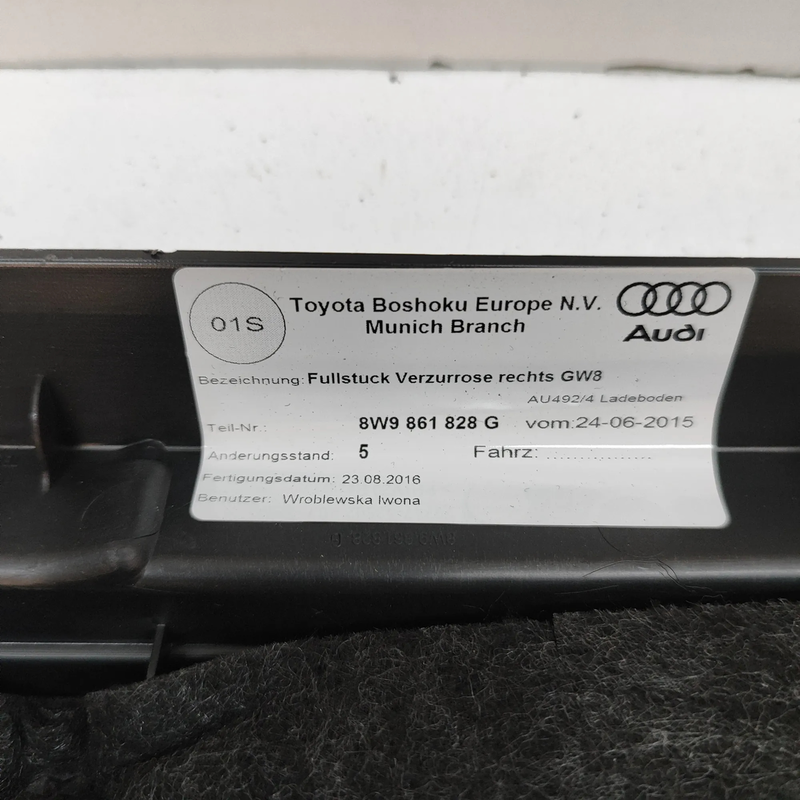 01S
Toyota Boshoku Europe N.V.
Munich Branch
Audi
Bezeichnung: Fullstuck Verzurrose rechts GW8
AU492/4 Ladeboden
Teil-Nr.: 8W9 861 828 G vom:24-06-2015
Anderungsstand: 5 Fahrz: ................
Fertigungsdatum: 23.08.2016
Benutzer: Wroblewska Iwona